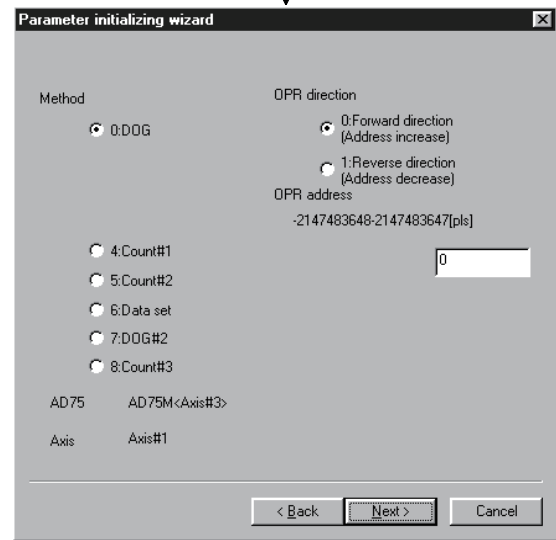 Parameter initializing wizard
Method
0:DOG
4:Count#1
5:Count#2
6:Data set
7:DOG#2
8:Count#3
OPR direction
0:Forward direction
(Address increase)
1:Reverse direction
(Address decrease)
OPR address
-2147483648-2147483647[pls]
0
AD75 AD75M<Axis#3>
Axis Axis#1
< Back Next > Cancel